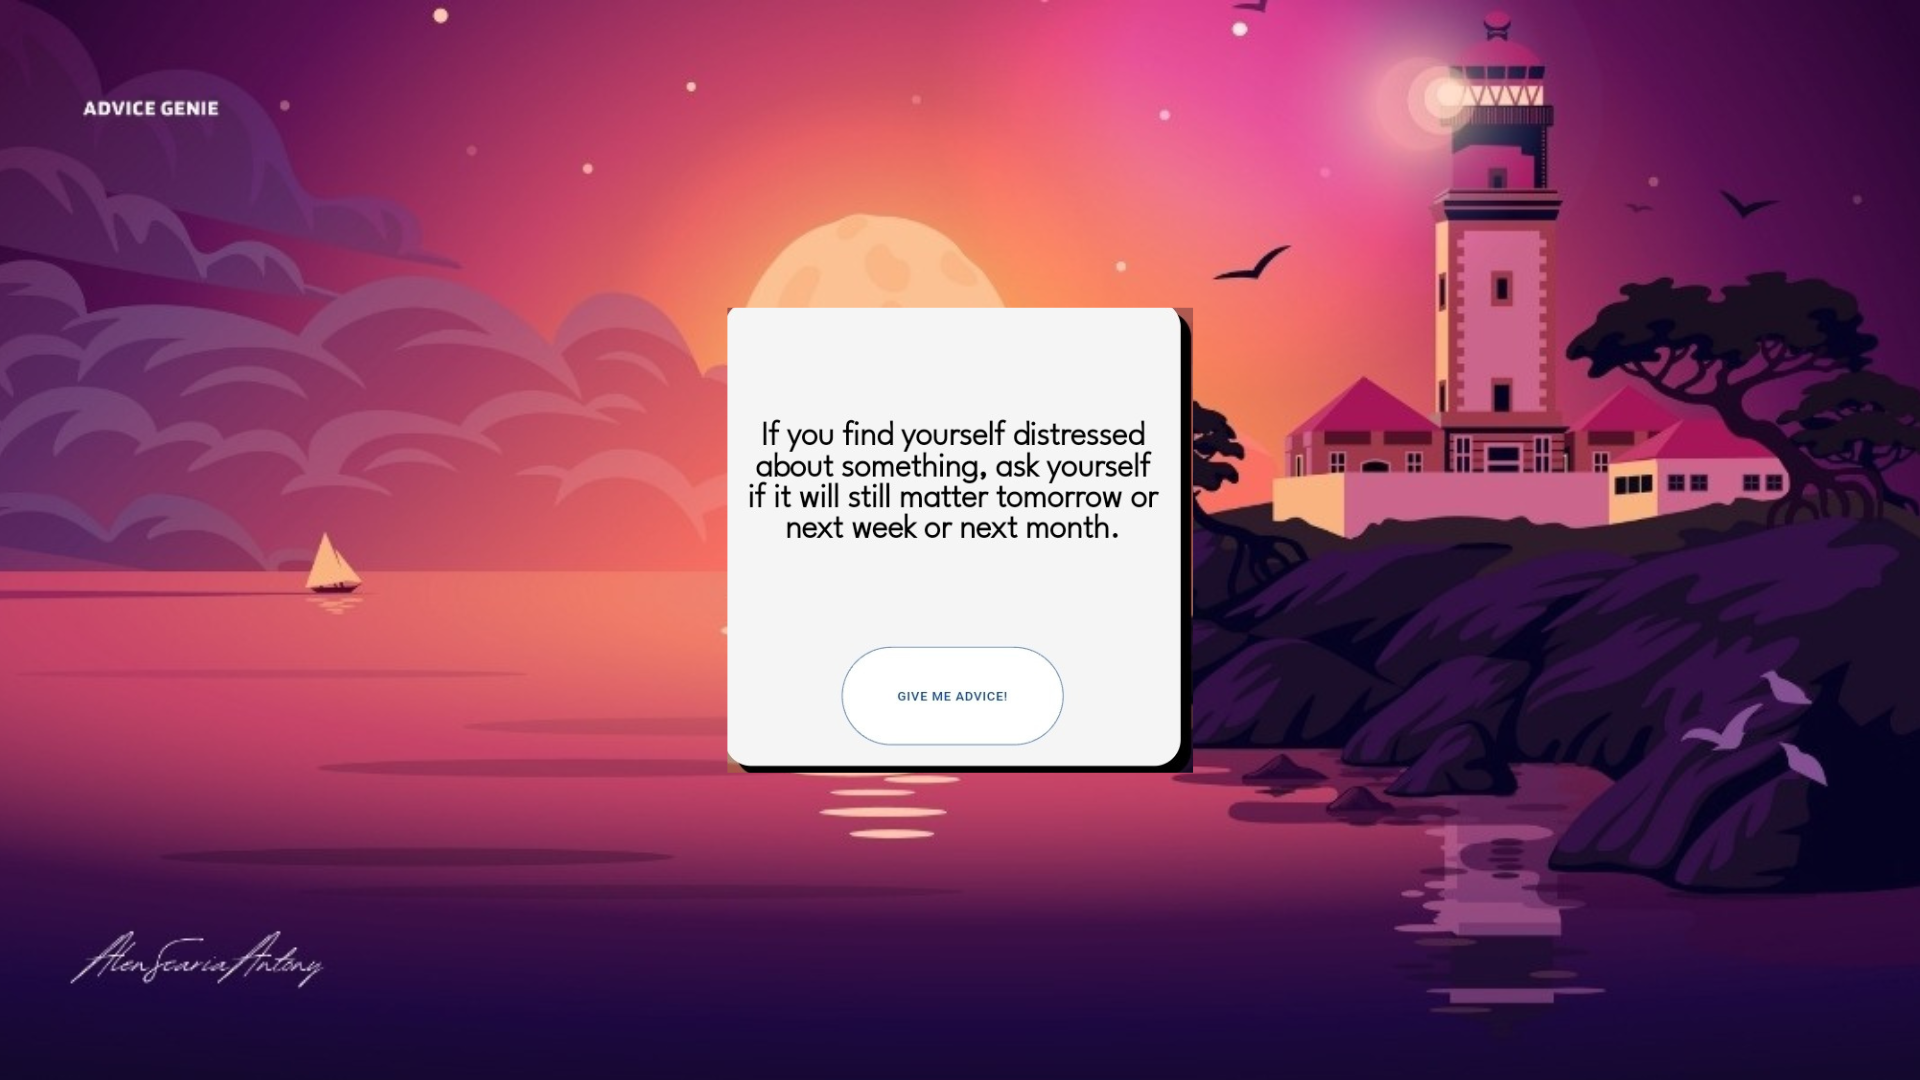 ADVICE GENIE
If you find yourself distressed
about something, ask yourself
if it will still matter tomorrow or
next week or next month.
GIVE ME ADVICE!
Alen Scaria Antony